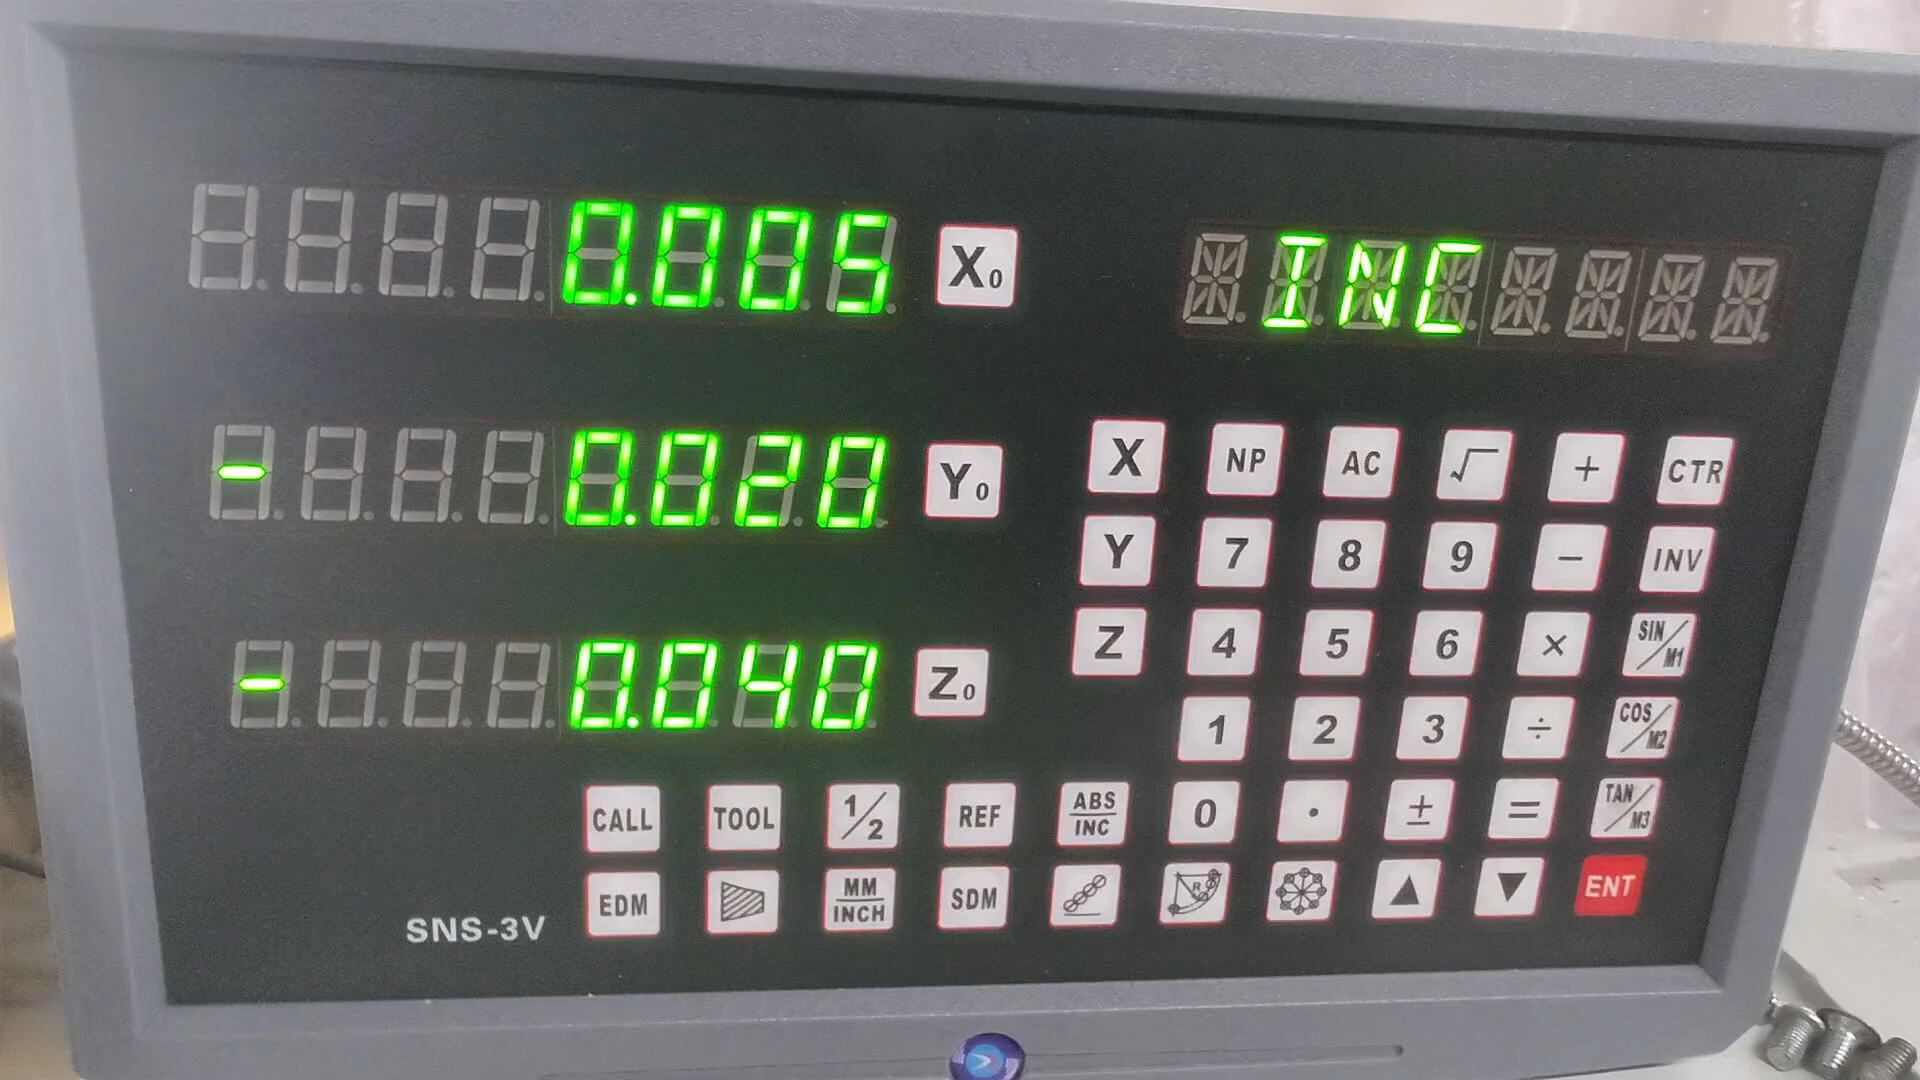 0.005 X0 INC
-0.020 Y0
-0.040 Z0
X NP AC √ + CTR
Y 7 8 9 − INV
Z 4 5 6 × SIN/M1
1 2 3 ÷ COS/M2
CALL TOOL 1/2 REF ABS/INC 0 . ± = TAN/M3
EDM MM/INCH SDM R ▲ ▼ ENT
SNS-3V